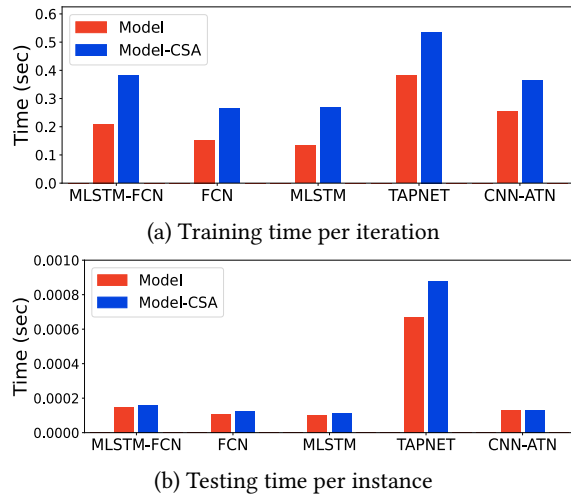 0.6
0.5
0.4
0.3
0.2
0.1
0.0
Time (sec)
Model
Model-CSA
MLSTM-FCN FCN MLSTM TAPNET CNN-ATN
(a) Training time per iteration
0.0010
0.0008
0.0006
0.0004
0.0002
0.0000
Time (sec)
Model
Model-CSA
MLSTM-FCN FCN MLSTM TAPNET CNN-ATN
(b) Testing time per instance